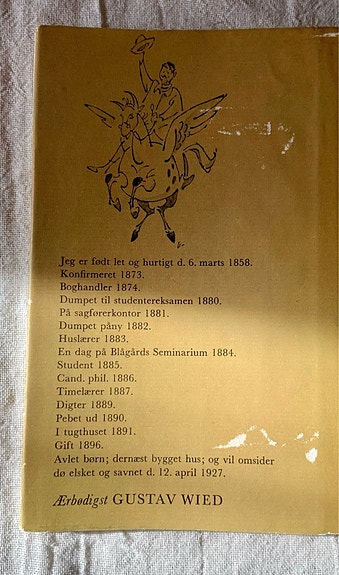 Jeg er født let og hurtigt d. 6. marts 1858.
Konfirmeret 1873.
Boghandler 1874.
Dumpet til studentereksamen 1880.
På sagførerkontor 1881.
Dumpet påny 1882.
Huslærer 1883.
En dag på Blågårds Seminarium 1884.
Student 1885.
Cand. phil. 1886.
Timelærer 1887.
Digter 1889.
Pebet ud 1890.
I tugthuset 1891.
Gift 1896.
Avlet børn; dernæst bygget hus; og vil omsider
dø elsket og savnet d. 12. april 1927.
Ærbødigst GUSTAV WIED